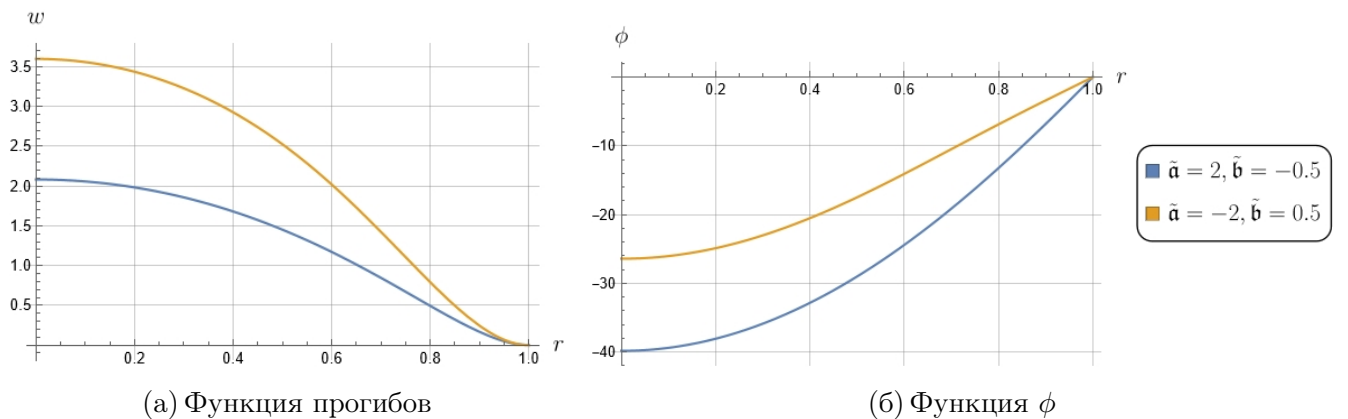 w
3.5
3.0
2.5
2.0
1.5
1.0
0.5
0.2 0.4 0.6 0.8 1.0 r
(а) Функция прогибов
ϕ
0.2 0.4 0.6 0.8 1.0 r
−10
−20
−30
−40
(б) Функция ϕ
𝔞̃ = 2, 𝔟̃ = −0.5
𝔞̃ = −2, 𝔟̃ = 0.5